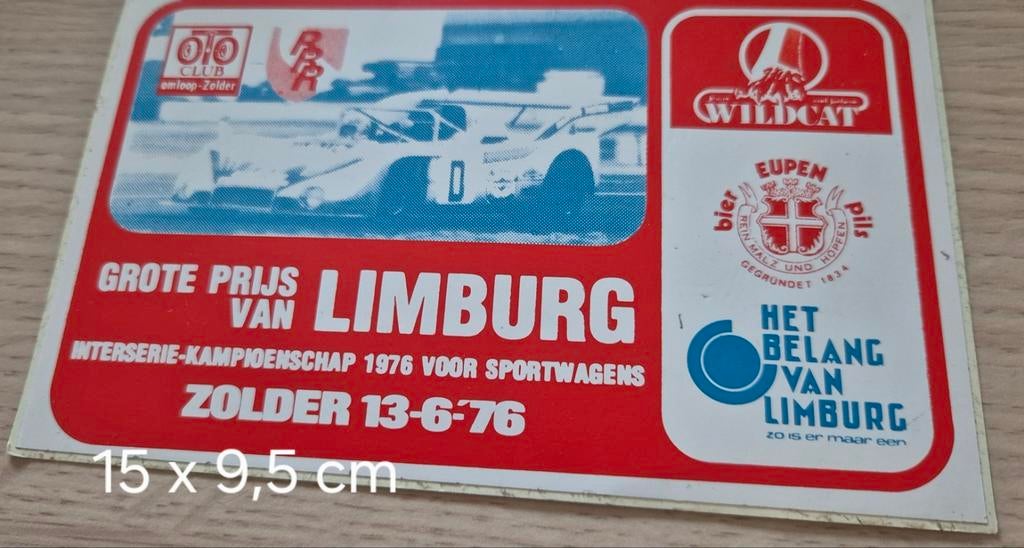 OTO
CLUB
omloop-Zolder
D
GROTE PRIJS
VAN
LIMBURG
INTERSERIE-KAMPIOENSCHAP 1976 VOOR SPORTWAGENS
ZOLDER 13-6-'76
WILDCAT
EUPEN
bier
pils
REIN MALZ UND HOPFEN
GEGRÜNDET 1834
HET
BELANG
VAN
LIMBURG
zo is er maar een
15 x 9,5 cm